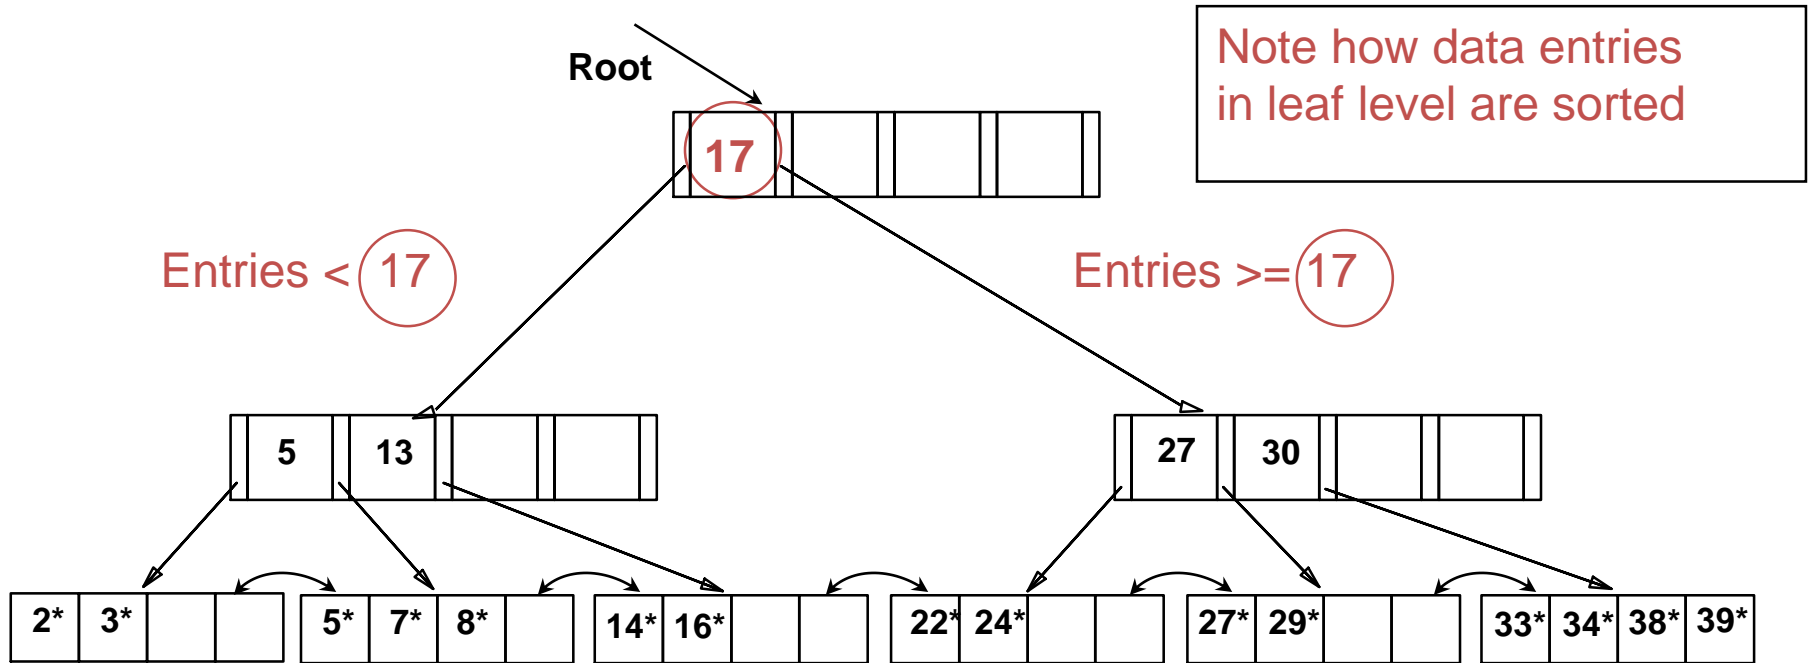 Root
Note how data entries
in leaf level are sorted
17
Entries < 17
Entries >= 17
5 13
27 30
2* 3*
5* 7* 8*
14* 16*
22* 24*
27* 29*
33* 34* 38* 39*